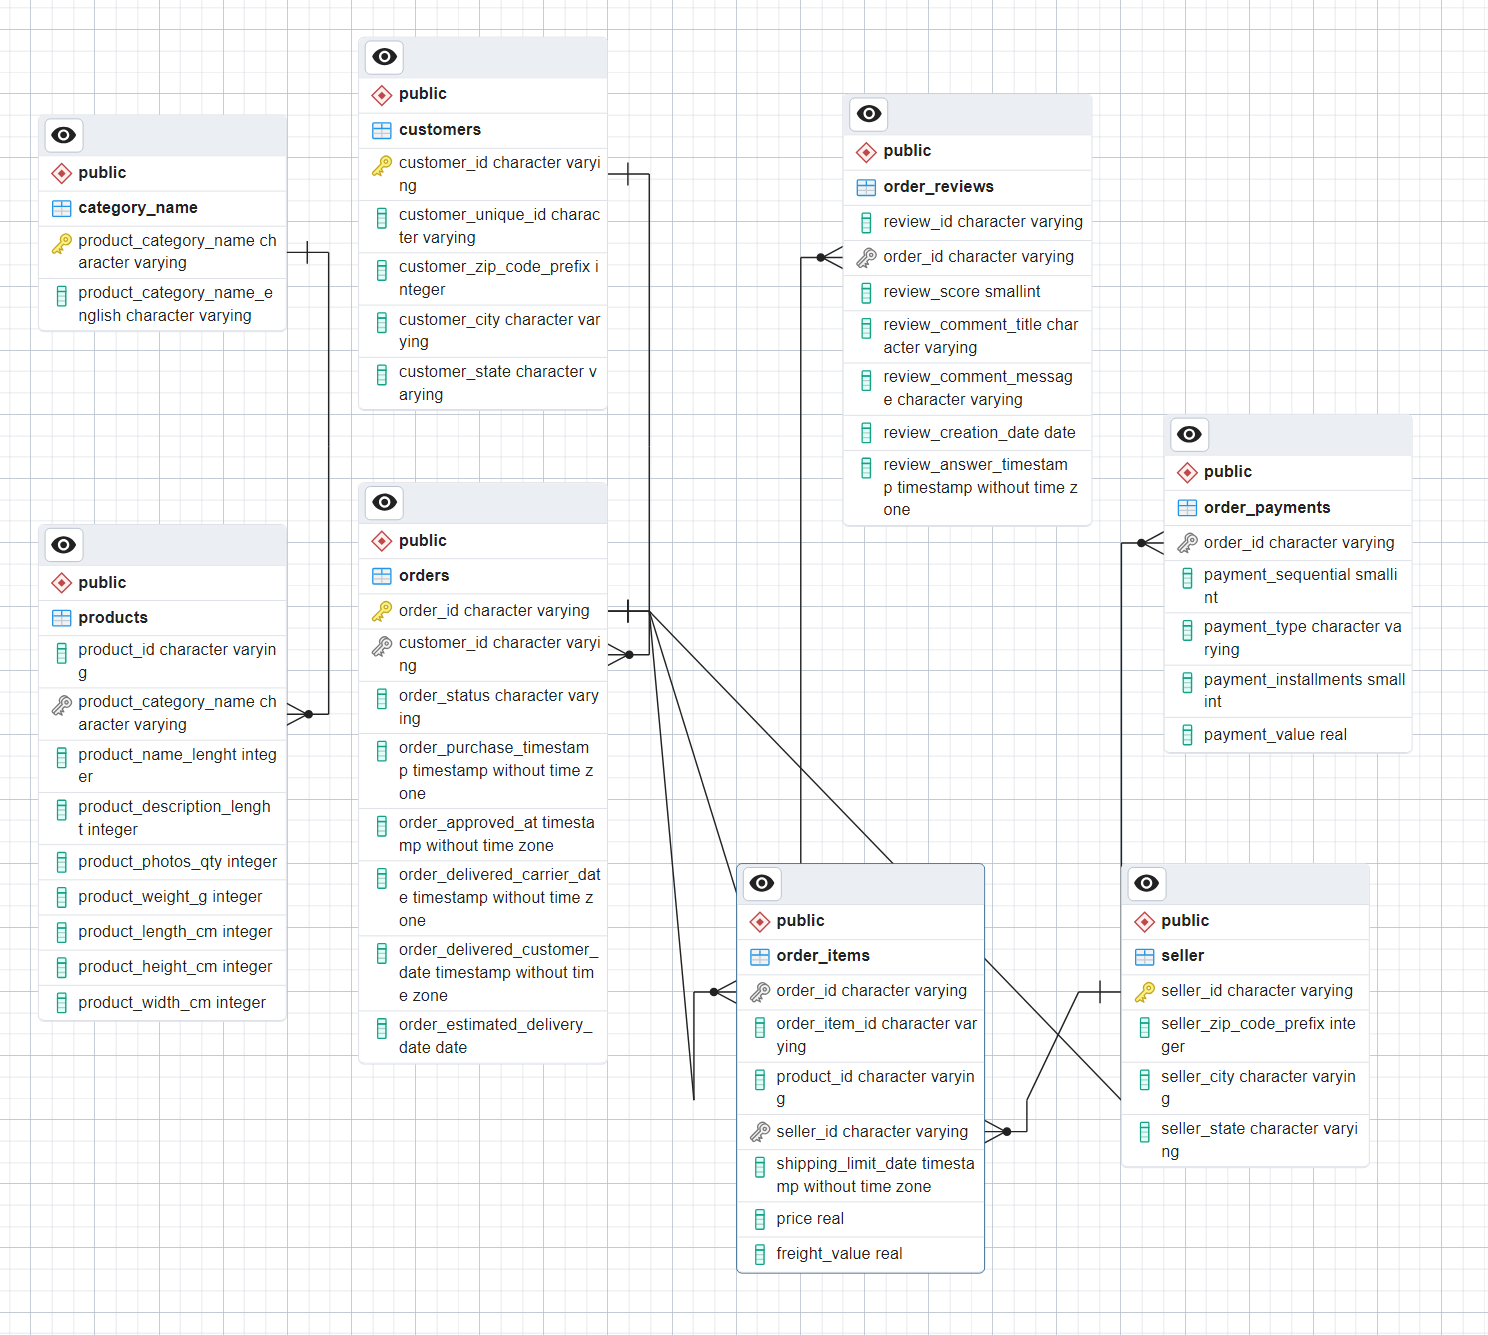 public
category_name
product_category_name ch
aracter varying
product_category_name_e
nglish character varying
public
customers
customer_id character varyi
ng
customer_unique_id charac
ter varying
customer_zip_code_prefix i
nteger
customer_city character var
ying
customer_state character v
arying
public
order_reviews
review_id character varying
order_id character varying
review_score smallint
review_comment_title char
acter varying
review_comment_messag
e character varying
review_creation_date date
review_answer_timestam
p timestamp without time z
one
public
order_payments
order_id character varying
payment_sequential smalli
nt
payment_type character va
rying
payment_installments small
int
payment_value real
public
products
product_id character varyin
g
product_category_name ch
aracter varying
product_name_lenght integ
er
product_description_lengh
t integer
product_photos_qty integer
product_weight_g integer
product_length_cm integer
product_height_cm integer
product_width_cm integer
public
orders
order_id character varying
customer_id character varyi
ng
order_status character vary
ing
order_purchase_timestam
p timestamp without time z
one
order_approved_at timesta
mp without time zone
order_delivered_carrier_dat
e timestamp without time z
one
order_delivered_customer_
date timestamp without tim
e zone
order_estimated_delivery_
date date
public
order_items
order_id character varying
order_item_id character var
ying
product_id character varyin
g
seller_id character varying
shipping_limit_date timesta
mp without time zone
price real
freight_value real
public
seller
seller_id character varying
seller_zip_code_prefix inte
ger
seller_city character varyin
g
seller_state character varyi
ng